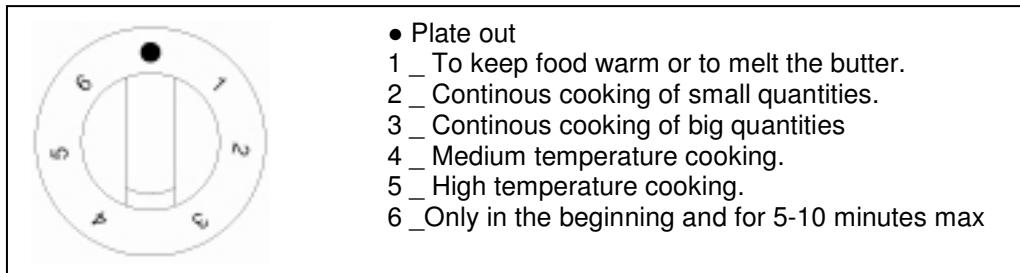 ● Plate out
1 _ To keep food warm or to melt the butter.
2 _ Continous cooking of small quantities.
3 _ Continous cooking of big quantities
4 _ Medium temperature cooking.
5 _ High temperature cooking.
6 _Only in the beginning and for 5-10 minutes max
1
2
3
4
5
6